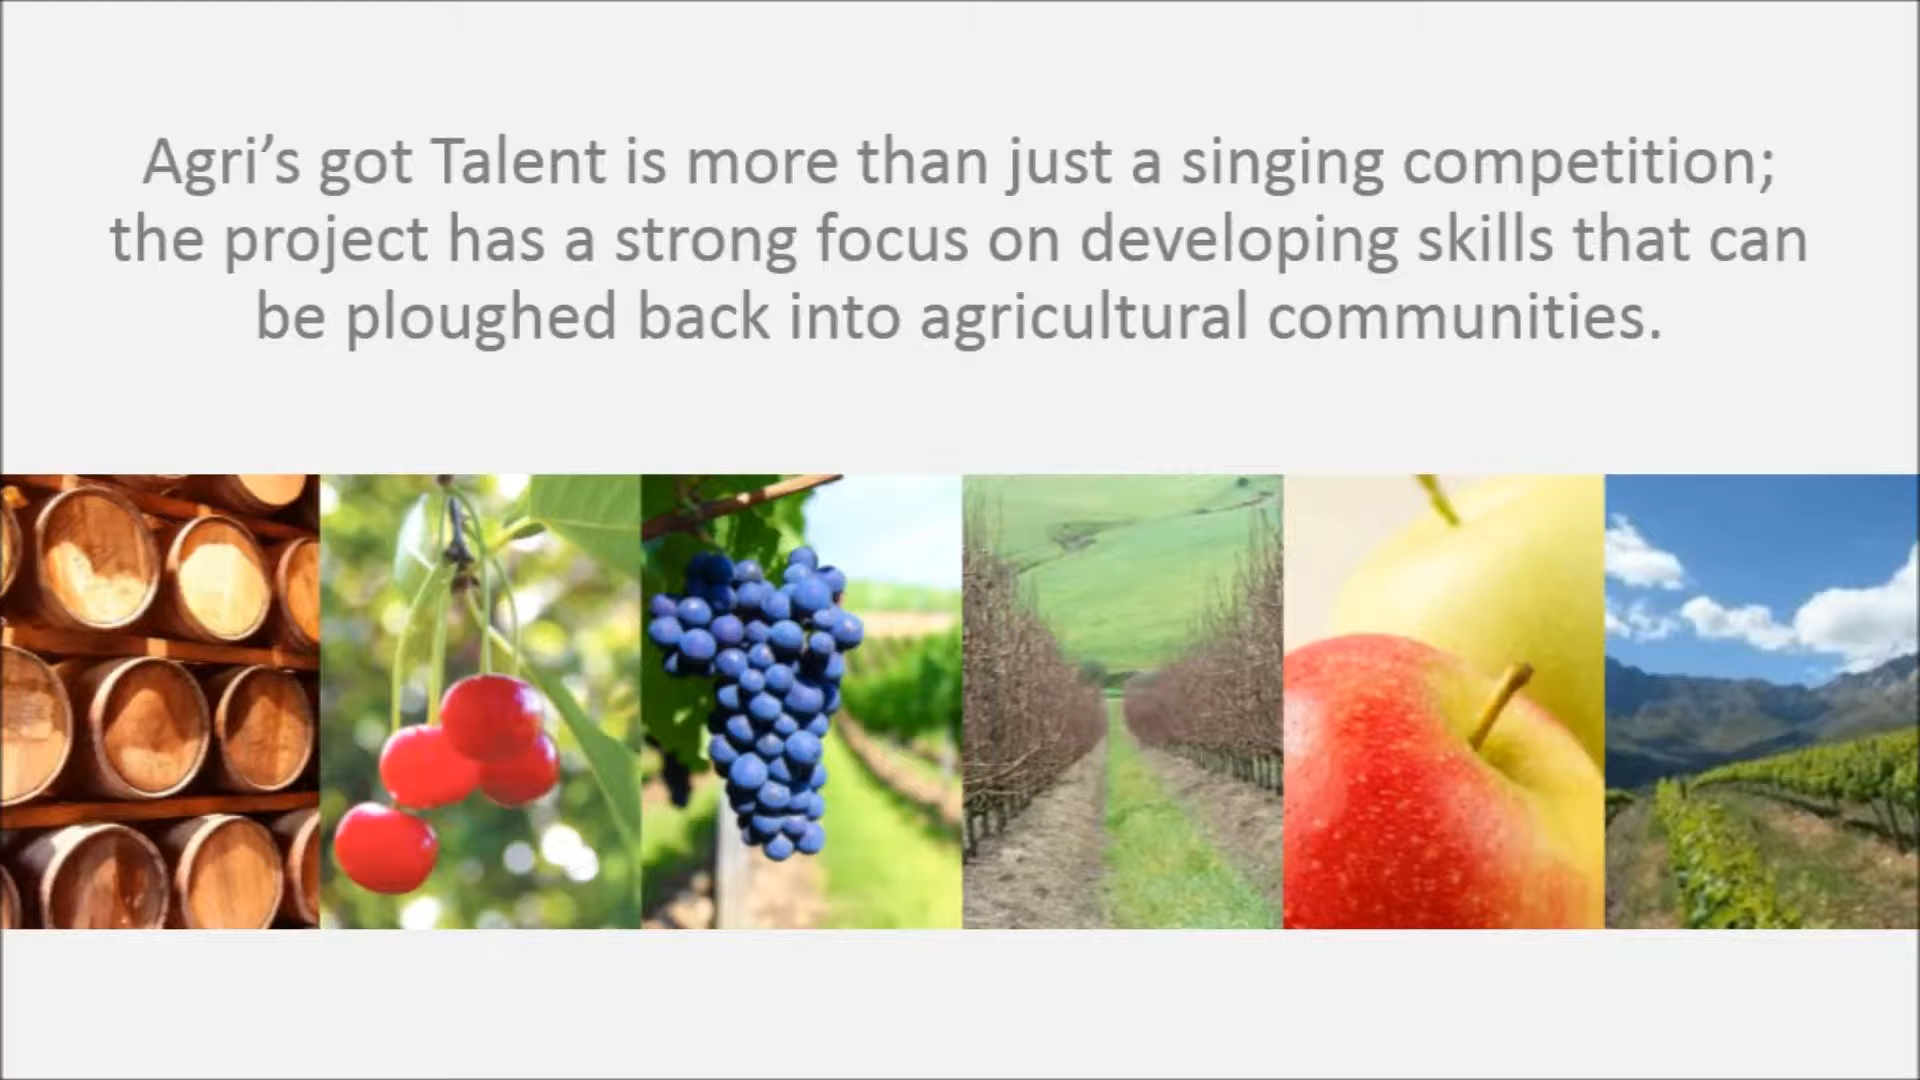 Agri’s got Talent is more than just a singing competition;
the project has a strong focus on developing skills that can
be ploughed back into agricultural communities.